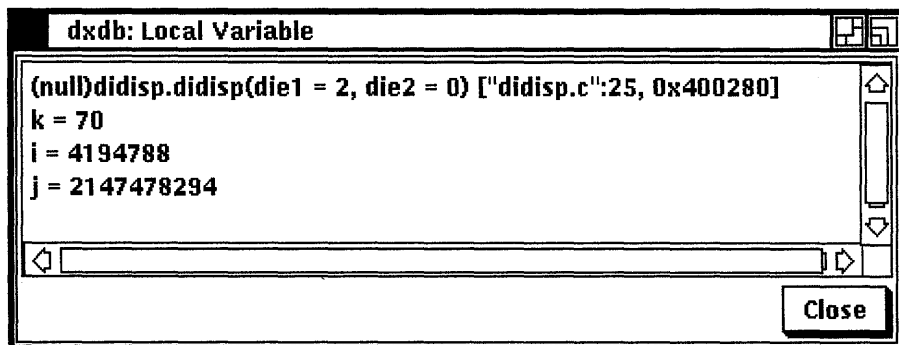 dxdb: Local Variable
(null)didisp.didisp(die1 = 2, die2 = 0) ["didisp.c":25, 0x400280]
k = 70
i = 4194788
j = 2147478294
Close